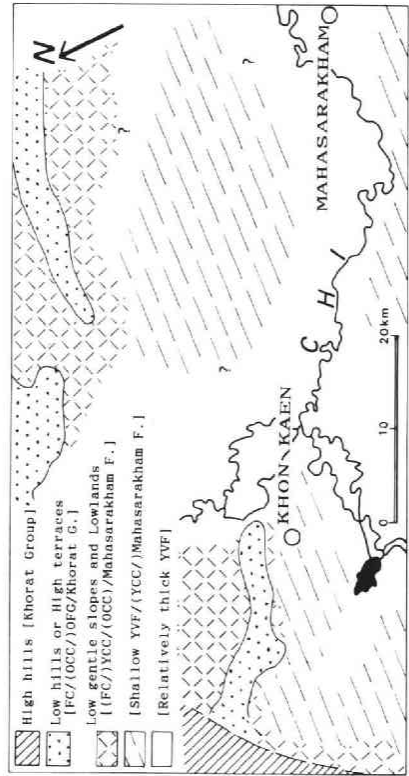 High hills [Khorat Group]
Low hills or High terraces
[FC/(OCC/)OFG/Khorat G.]
Low gentle slopes and Lowlands
[(FC/)YCC/(OCC)/Mahasarakham F.]
[Shallow YVF/(YCC/)Mahasarakham F.]
[Relatively thick YVF]
N
?
?
?
KHON KAEN
C H I
MAHASARAKHAM
0 10 20km